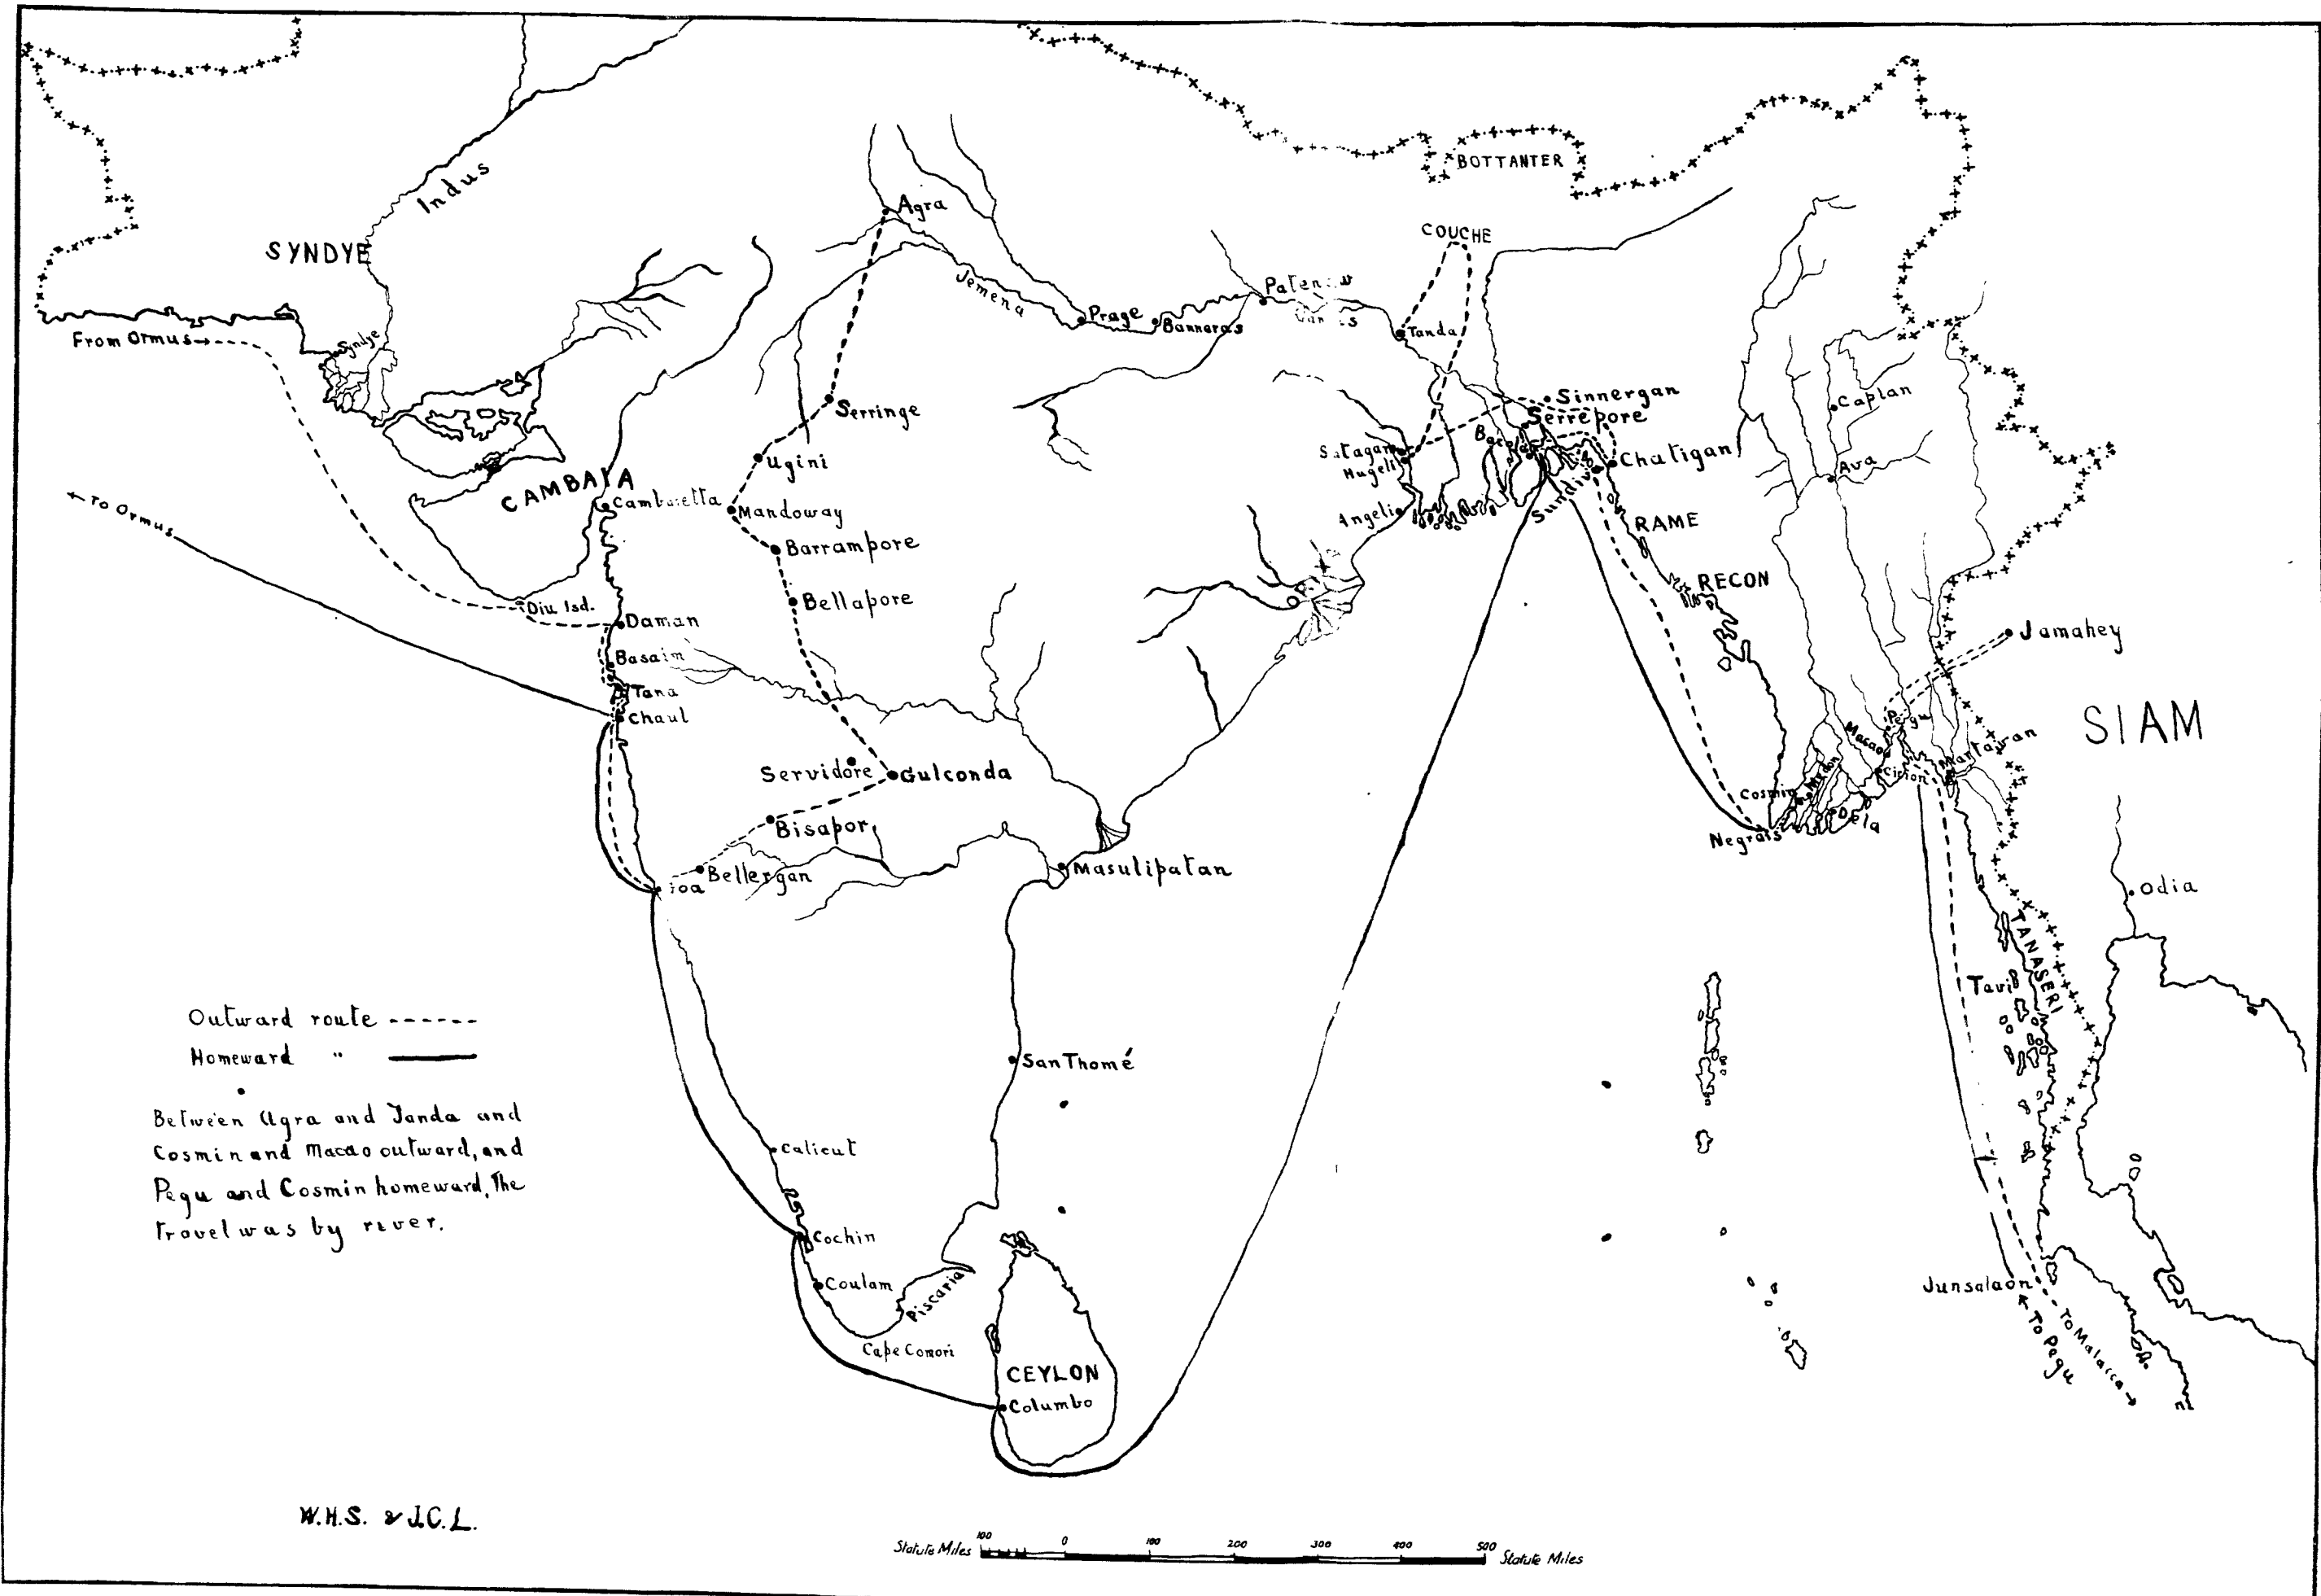 BOTTANTER
Indus
Agra
COUCHE
SYNDYE
Jemena
Prage
Banneras
Tanda
From Ormus
Syndye
Serringe
Sinnergan
Serrepore
Caplan
Ugini
Hugeli
Chatigan
Ava
CAMBAIA
Mandoway
To Ormus
Angeli
Sundiva
RAME
Barrampore
RECON
Diu Isd.
Bellapore
Daman
Jamahey
Basaim
Tana
Chaul
SIAM
Pegu
Macao
Martavan
Servidore
Gulconda
Cirion
Cosmin
Medon
Dela
Bisapor
Negrais
Bellergan
Masulipatan
Odia
TANASERI
Tavi
Outward route
Homeward "
San Thomé
Between Agra and Tanda and
Cosmin and Macao outward, and
Pegu and Cosmin homeward, The
travel was by river.
Calicut
Cochin
Coulam
Piscaria
Junsalaon
Cape Comori
To Pegu
To Malacca
CEYLON
Columbo
W.H.S. & J.C.L.
Statute Miles 100 0 100 200 300 400 500 Statute Miles